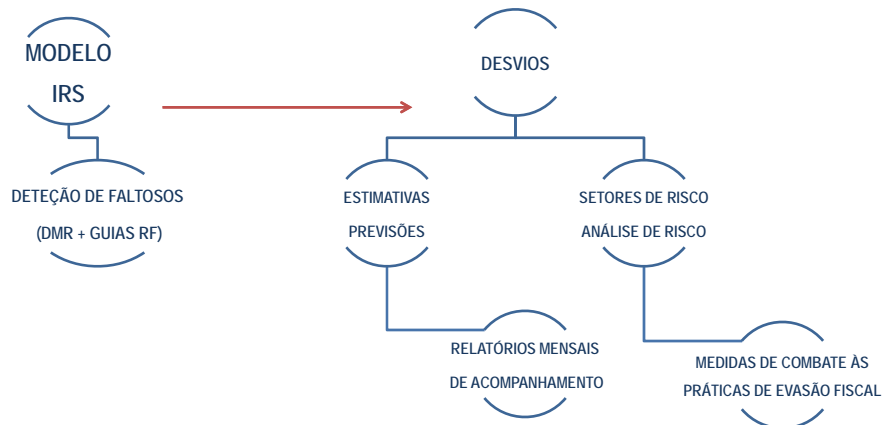 MODELO
IRS
DESVIOS
DETEÇÃO DE FALTOSOS
(DMR + GUIAS RF)
ESTIMATIVAS
PREVISÕES
SETORES DE RISCO
ANÁLISE DE RISCO
RELATÓRIOS MENSAIS
DE ACOMPANHAMENTO
MEDIDAS DE COMBATE ÀS
PRÁTICAS DE EVASÃO FISCAL